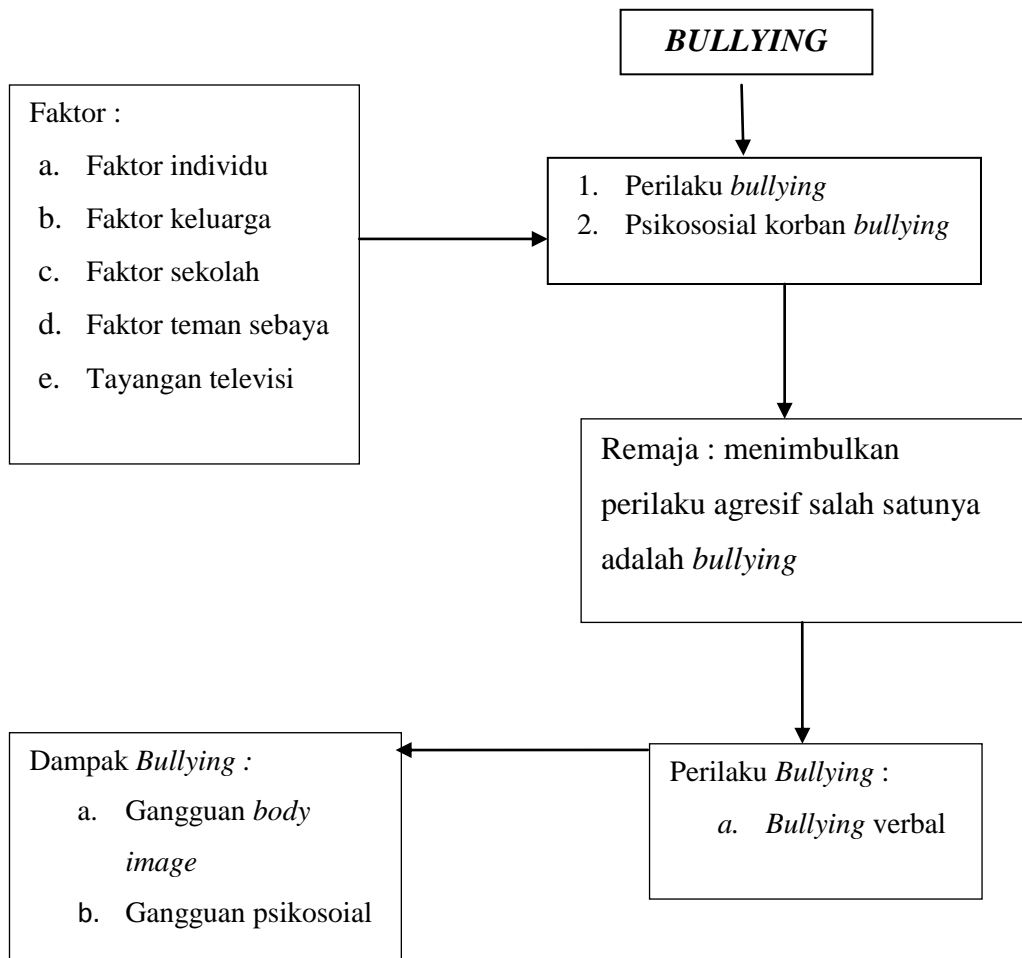 BULLYING
Faktor :
a. Faktor individu
b. Faktor keluarga
c. Faktor sekolah
d. Faktor teman sebaya
e. Tayangan televisi
1. Perilaku bullying
2. Psikososial korban bullying
Remaja : menimbulkan
perilaku agresif salah satunya
adalah bullying
Perilaku Bullying :
a. Bullying verbal
Dampak Bullying :
a. Gangguan body
image
b. Gangguan psikosoial